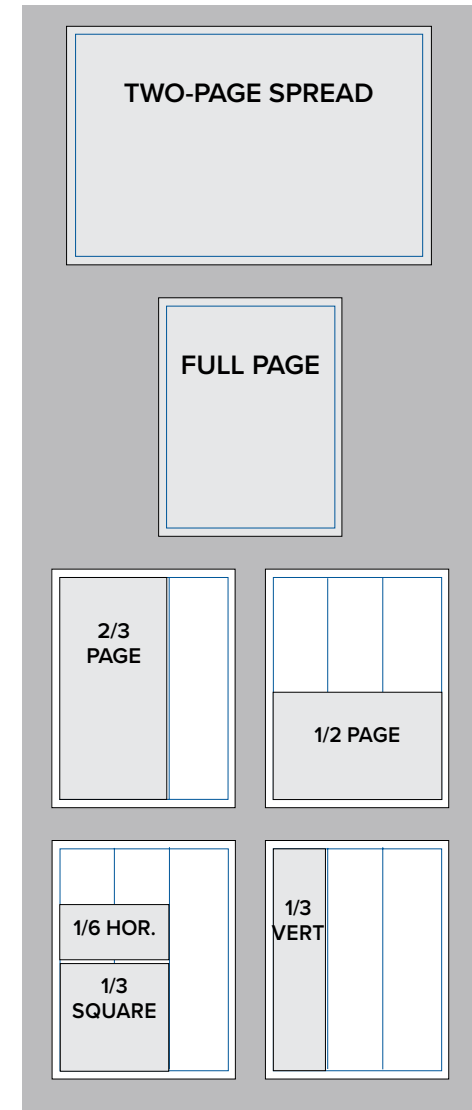 TWO-PAGE SPREAD
FULL PAGE
2/3
PAGE
1/2 PAGE
1/6 HOR.
1/3
SQUARE
1/3
VERT